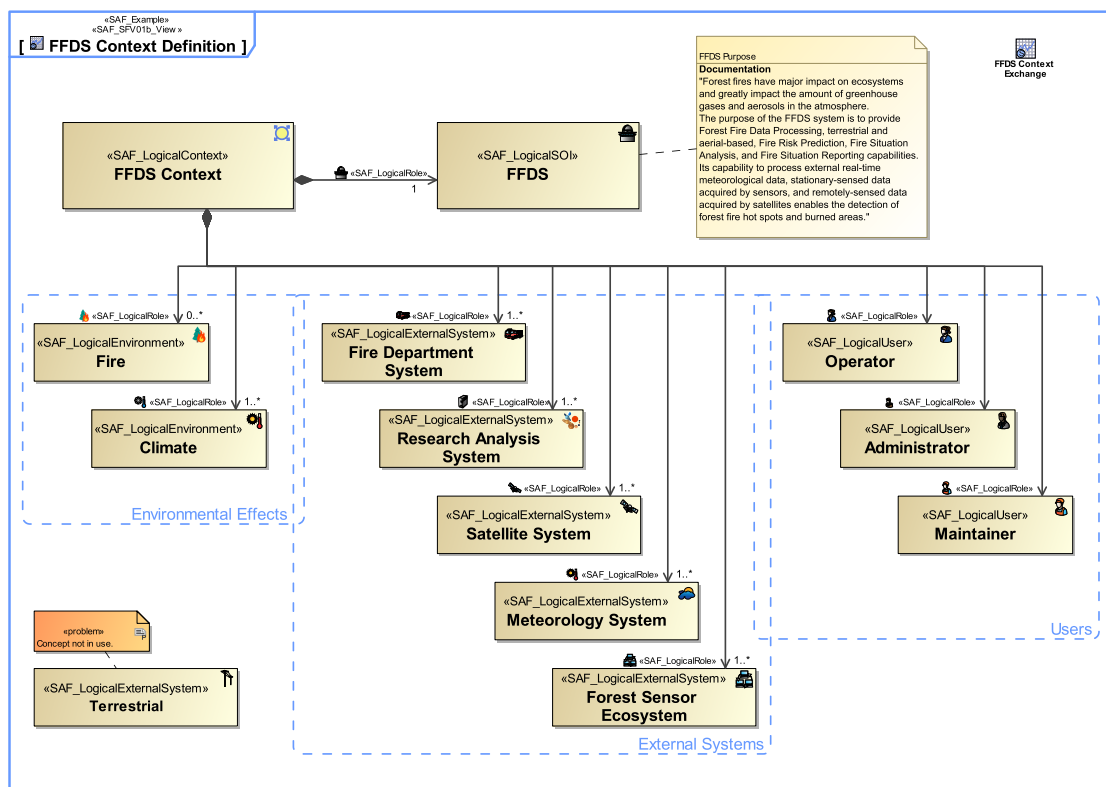 «SAF_Example»
«SAF_SFV01b_View »
[ FFDS Context Definition ]
FFDS Context
Exchange
FFDS Purpose
Documentation
"Forest fires have major impact on ecosystems
and greatly impact the amount of greenhouse
gases and aerosols in the atmosphere.
The purpose of the FFDS system is to provide
Forest Fire Data Processing, terrestrial and
aerial-based, Fire Risk Prediction, Fire Situation
Analysis, and Fire Situation Reporting capabilities.
Its capability to process external real-time
meteorological data, stationary-sensed data
acquired by sensors, and remotely-sensed data
acquired by satellites enables the detection of
forest fire hot spots and burned areas."
«SAF_LogicalContext»
FFDS Context
«SAF_LogicalRole»
1
«SAF_LogicalSOI»
FFDS
«SAF_LogicalRole» 0..*
«SAF_LogicalEnvironment»
Fire
«SAF_LogicalRole» 1..*
«SAF_LogicalEnvironment»
Climate
Environmental Effects
«SAF_LogicalRole» 1..*
«SAF_LogicalExternalSystem»
Fire Department
System
«SAF_LogicalRole» 1..*
«SAF_LogicalExternalSystem»
Research Analysis
System
«SAF_LogicalRole» 1..*
«SAF_LogicalExternalSystem»
Satellite System
«SAF_LogicalRole» 1..*
«SAF_LogicalExternalSystem»
Meteorology System
«SAF_LogicalRole» 1..*
«SAF_LogicalExternalSystem»
Forest Sensor
Ecosystem
External Systems
«SAF_LogicalRole»
«SAF_LogicalUser»
Operator
«SAF_LogicalRole»
«SAF_LogicalUser»
Administrator
«SAF_LogicalRole»
«SAF_LogicalUser»
Maintainer
Users
«problem»
Concept not in use.
«SAF_LogicalExternalSystem»
Terrestrial